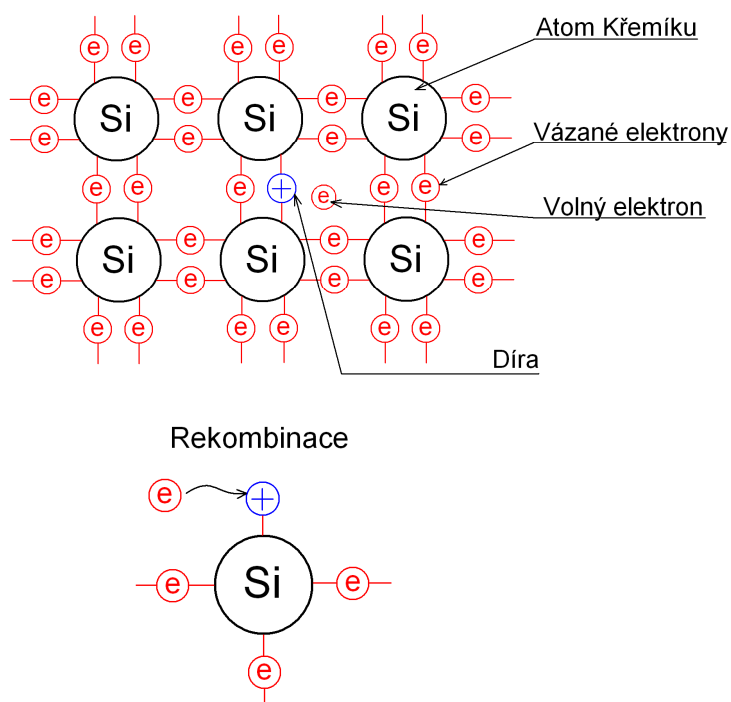 e e e e e e
Atom Křemíku
e e e e e e
Si Si Si
e e e e e e
Vázané elektrony
e e e e e
+ e
Volný elektron
e e e e e e
Si Si Si
e e e e e e
e e e e e e
Díra
Rekombinace
e +
Si
e e
e